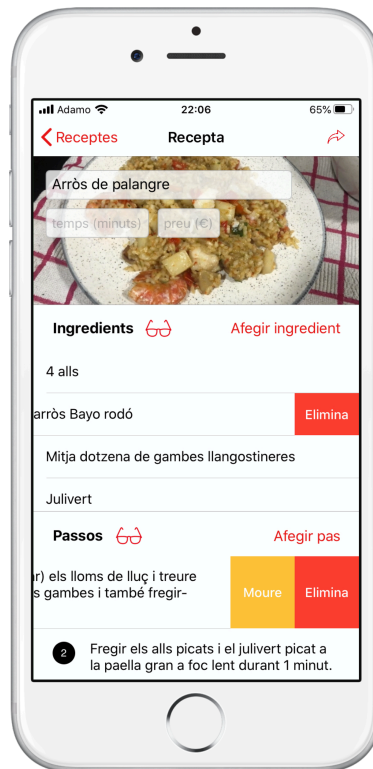 Adamo
22:06
65%
Receptes
Recepta
Arròs de palangre
temps (minuts)
preu (€)
Ingredients
Afegir ingredient
4 alls
arròs Bayo rodó
Elimina
Mitja dotzena de gambes llangostineres
Julivert
Passos
Afegir pas
r) els lloms de lluç i treure
s gambes i també fregir-
Moure
Elimina
2
Fregir els alls picats i el julivert picat a
la paella gran a foc lent durant 1 minut.